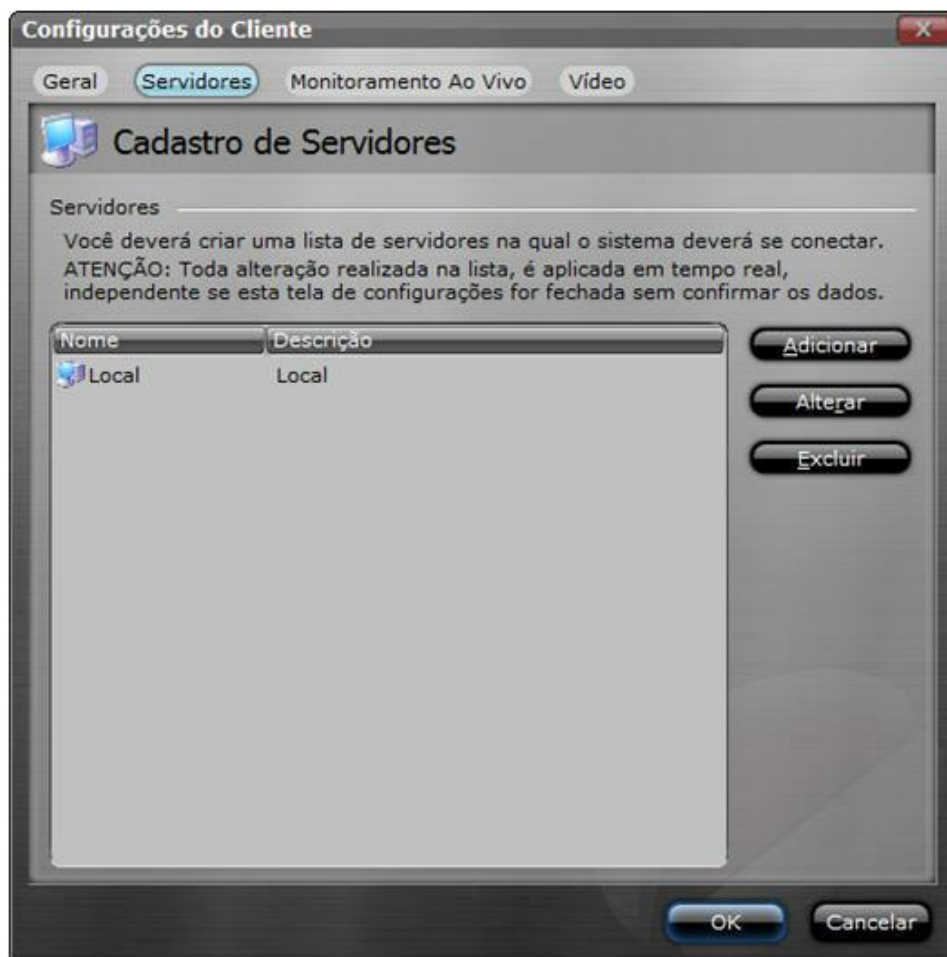 Configurações do Cliente
Geral Servidores Monitoramento Ao Vivo Vídeo
Cadastro de Servidores
Servidores
Você deverá criar uma lista de servidores na qual o sistema deverá se conectar.
ATENÇÃO: Toda alteração realizada na lista, é aplicada em tempo real,
independente se esta tela de configurações for fechada sem confirmar os dados.
Nome Descrição
Local Local
Adicionar
Alterar
Excluir
OK Cancelar